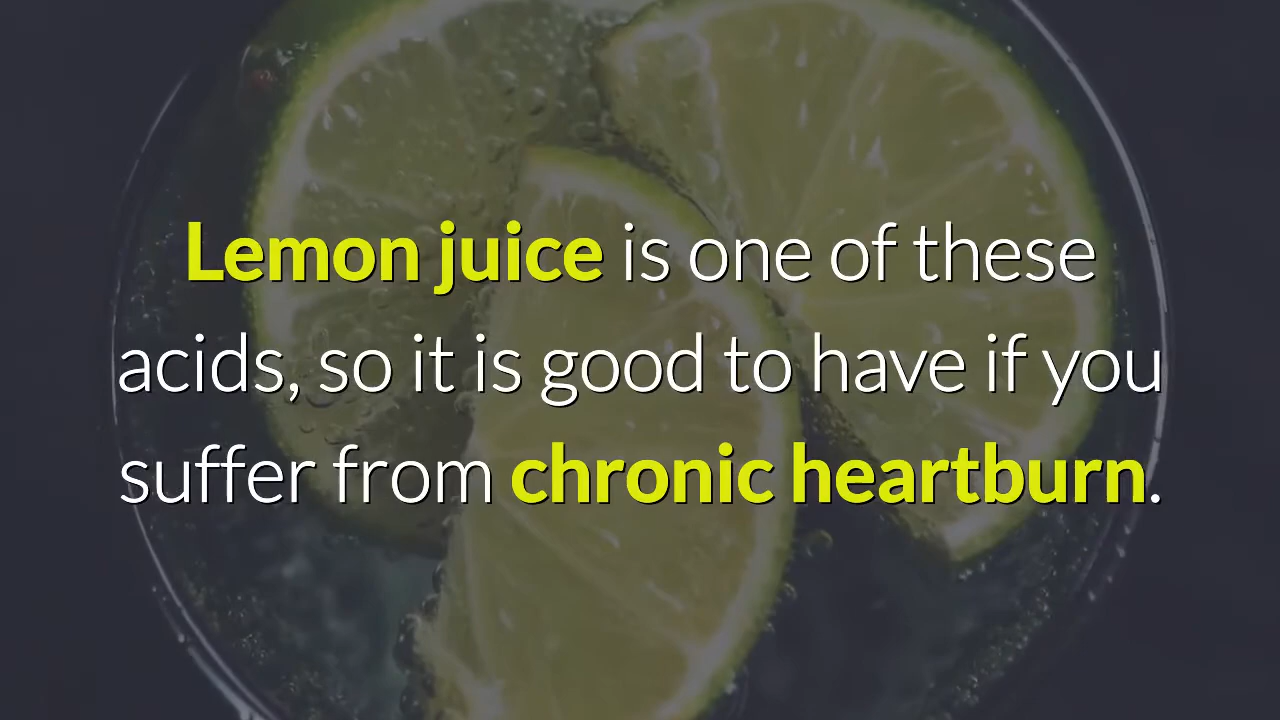 Lemon juice is one of these
acids, so it is good to have if you
suffer from chronic heartburn.